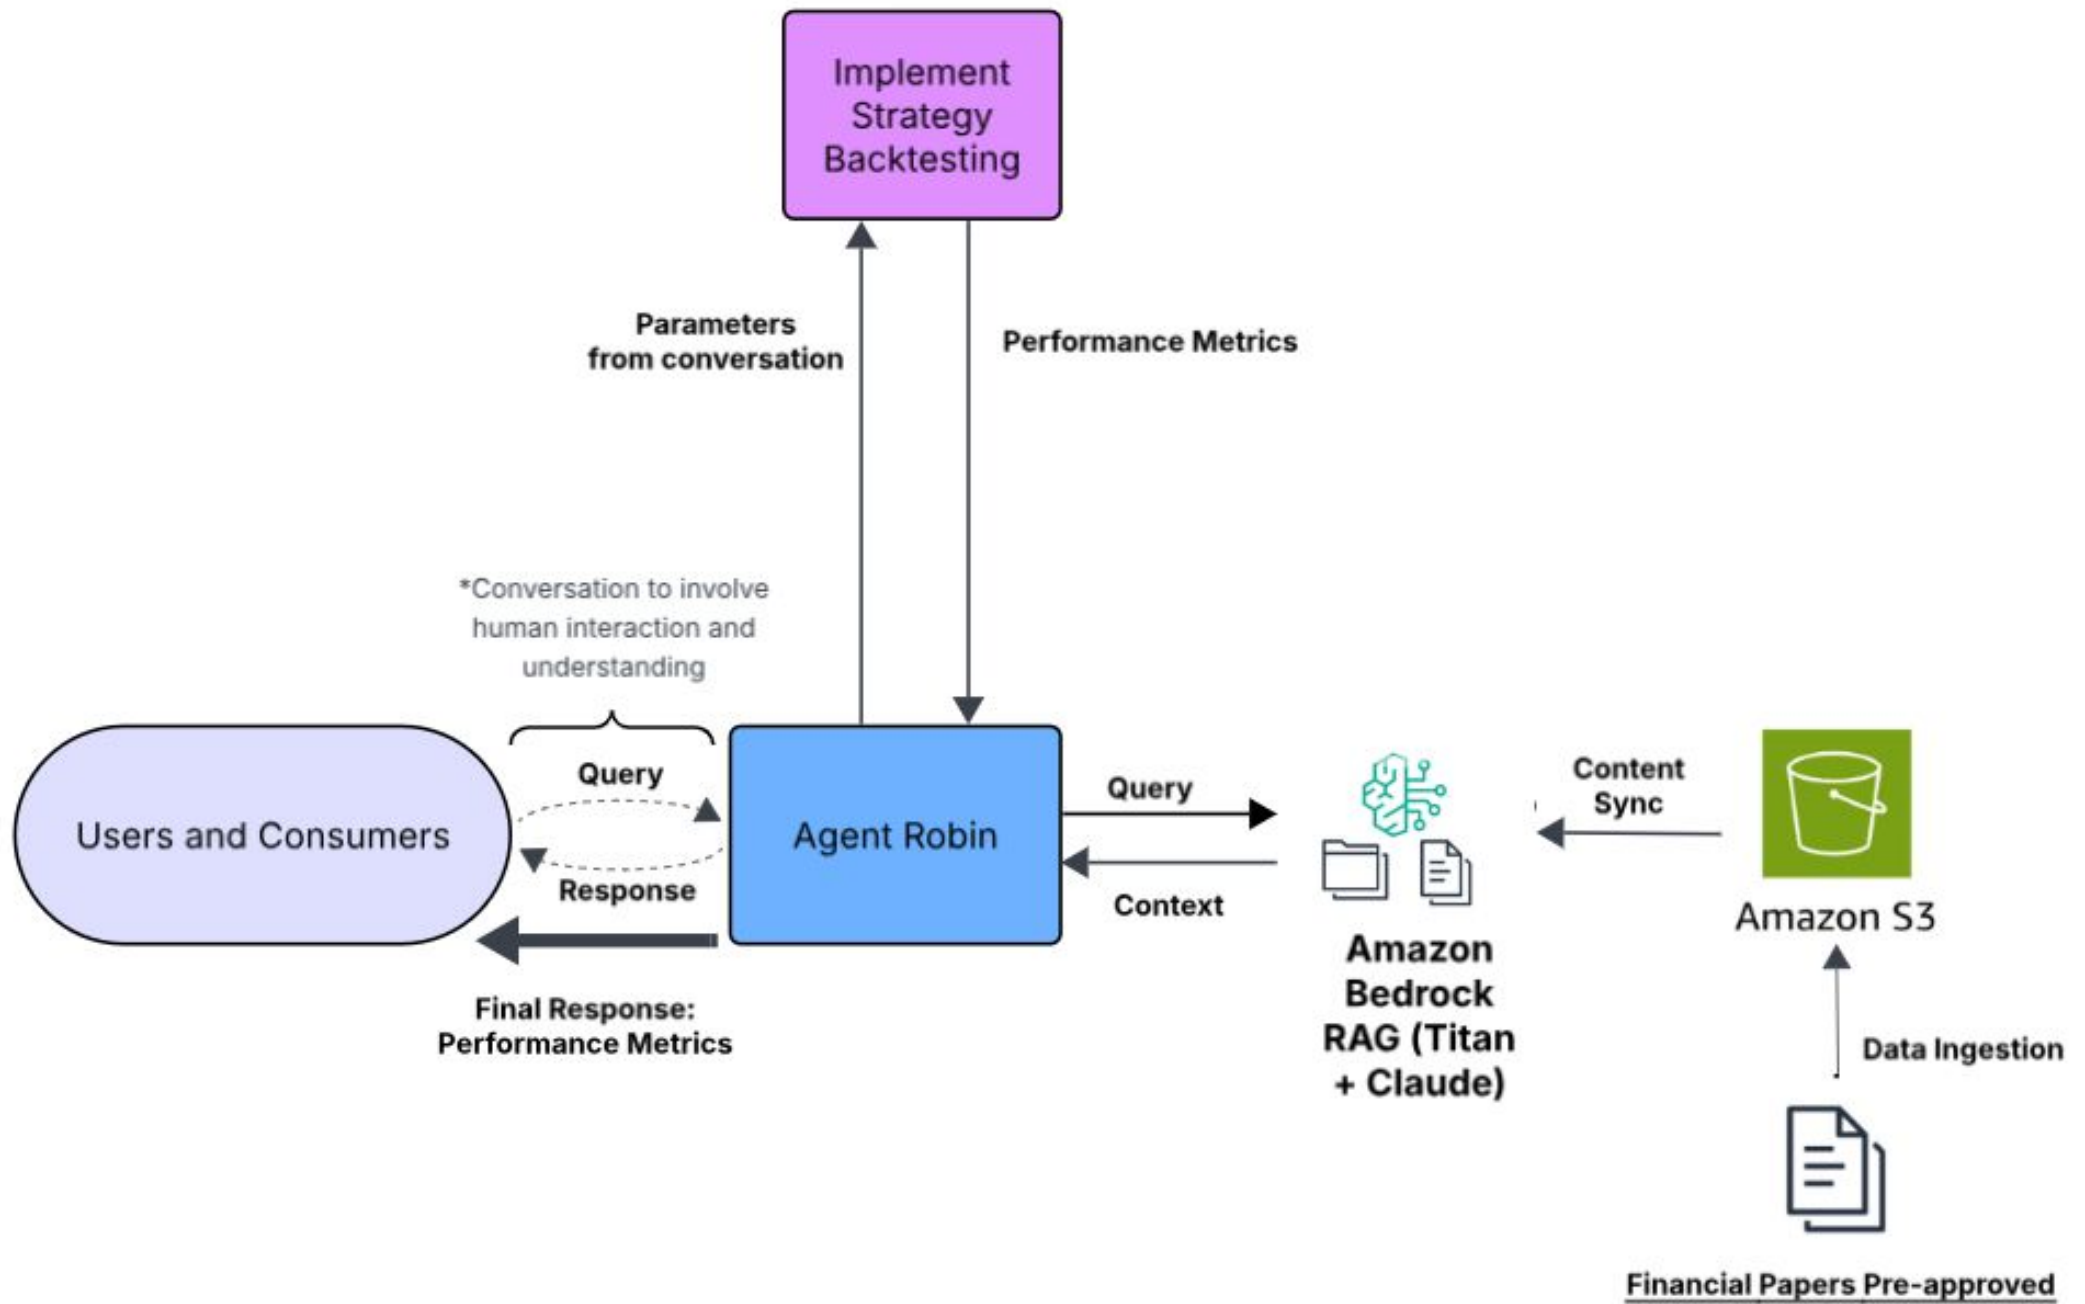 Implement
Strategy
Backtesting
Parameters
from conversation
Performance Metrics
*Conversation to involve
human interaction and
understanding
Users and Consumers
Query
Response
Agent Robin
Final Response:
Performance Metrics
Query
Context
Amazon
Bedrock
RAG (Titan
+ Claude)
Content
Sync
Amazon S3
Data Ingestion
Financial Papers Pre-approved